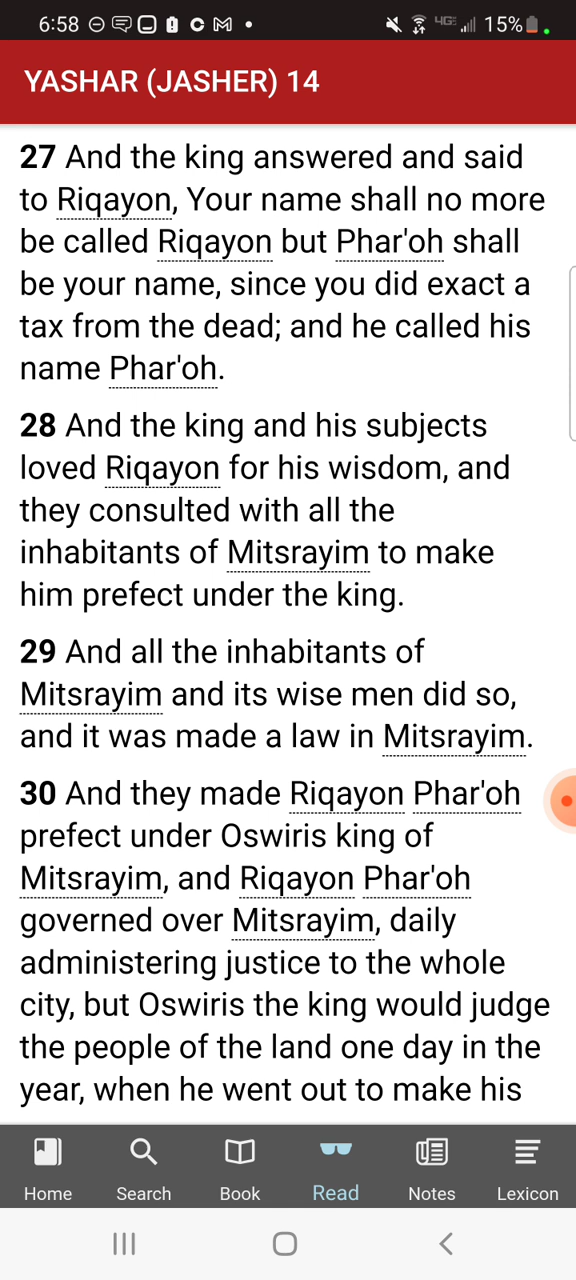 6:58
4G 15%
YASHAR (JASHER) 14
27 And the king answered and said
to Riqayon, Your name shall no more
be called Riqayon but Phar'oh shall
be your name, since you did exact a
tax from the dead; and he called his
name Phar'oh.
28 And the king and his subjects
loved Riqayon for his wisdom, and
they consulted with all the
inhabitants of Mitsrayim to make
him prefect under the king.
29 And all the inhabitants of
Mitsrayim and its wise men did so,
and it was made a law in Mitsrayim.
30 And they made Riqayon Phar'oh
prefect under Oswiris king of
Mitsrayim, and Riqayon Phar'oh
governed over Mitsrayim, daily
administering justice to the whole
city, but Oswiris the king would judge
the people of the land one day in the
year, when he went out to make his
Home Search Book Read Notes Lexicon